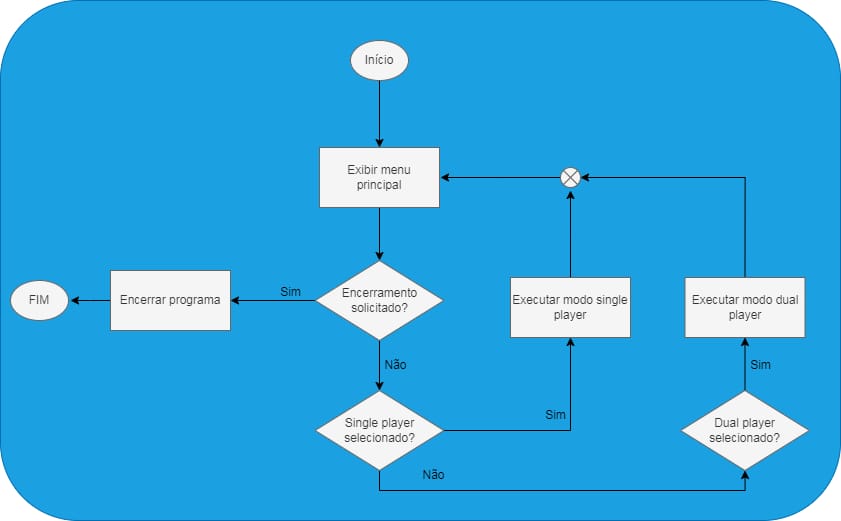 Início
Exibir menu
principal
Encerramento
solicitado?
Sim
Encerrar programa
FIM
Executar modo single
player
Executar modo dual
player
Não
Single player
selecionado?
Sim
Dual player
selecionado?
Sim
Não